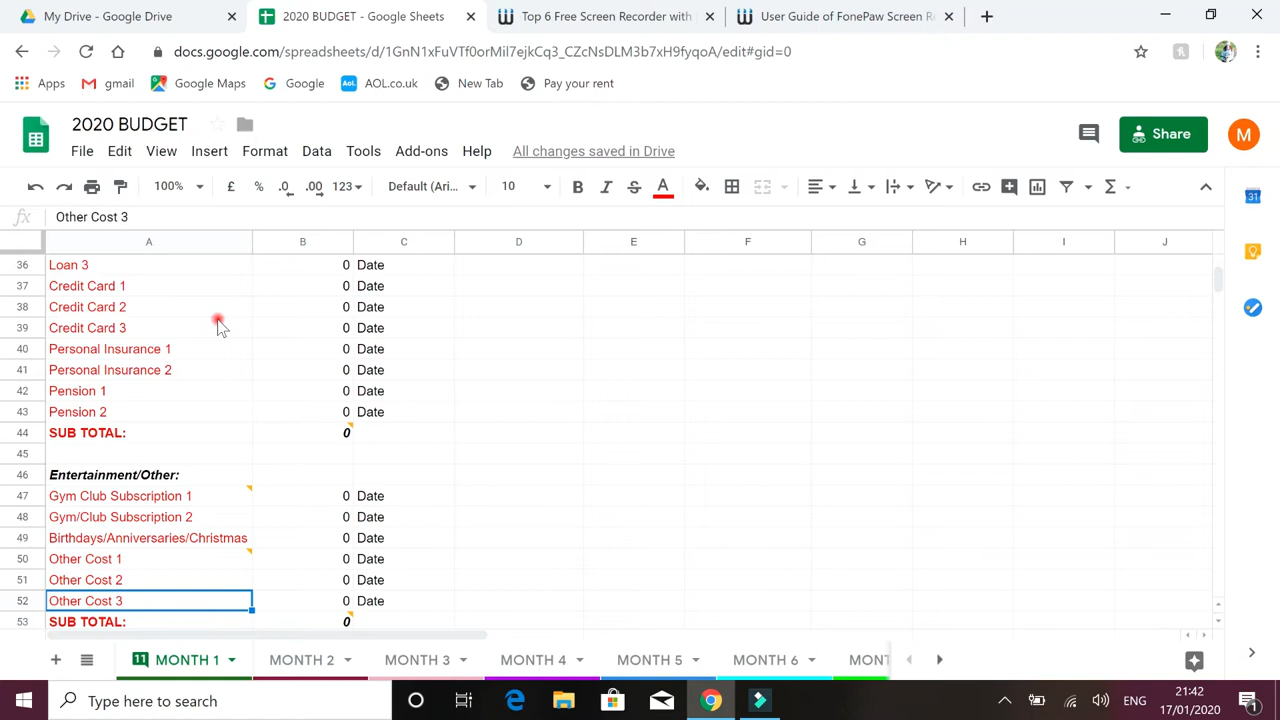 My Drive - Google Drive
2020 BUDGET - Google Sheets
Top 6 Free Screen Recorder with
User Guide of FonePaw Screen R
docs.google.com/spreadsheets/d/1GnN1xFuVTf0orMil7ejkCq3_CZcNsDLM3b7xH9fyqoA/edit#gid=0
Apps
gmail
Google Maps
Google
AOL.co.uk
New Tab
Pay your rent
2020 BUDGET
Share
M
File Edit View Insert Format Data Tools Add-ons Help All changes saved in Drive
100% £ % .0 .00 123 Default (Ari... 10 B I S A Σ
31
fx Other Cost 3
A B C D E F G H I J
36 Loan 3 0 Date
37 Credit Card 1 0 Date
38 Credit Card 2 0 Date
39 Credit Card 3 0 Date
40 Personal Insurance 1 0 Date
41 Personal Insurance 2 0 Date
42 Pension 1 0 Date
43 Pension 2 0 Date
44 SUB TOTAL: 0
45
46 Entertainment/Other:
47 Gym Club Subscription 1 0 Date
48 Gym/Club Subscription 2 0 Date
49 Birthdays/Anniversaries/Christmas 0 Date
50 Other Cost 1 0 Date
51 Other Cost 2 0 Date
52 Other Cost 3 0 Date
53 SUB TOTAL: 0
11 MONTH 1 MONTH 2 MONTH 3 MONTH 4 MONTH 5 MONTH 6 MONT
Type here to search
ENG
21:42
17/01/2020
1